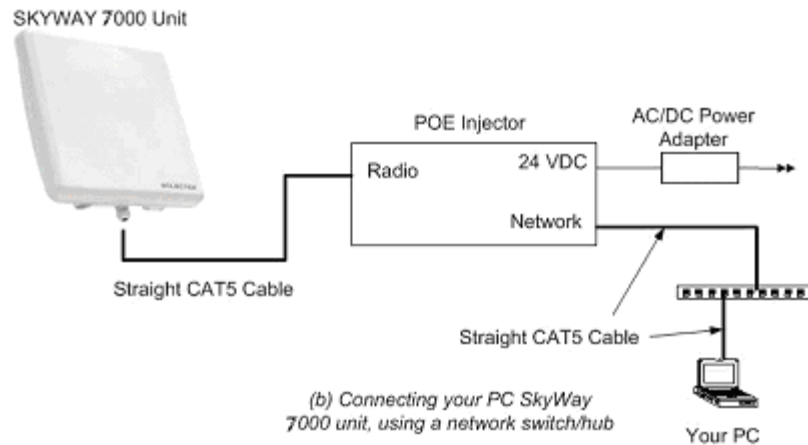 SKYWAY 7000 Unit
POE Injector
AC/DC Power
Adapter
Radio
24 VDC
Network
Straight CAT5 Cable
Straight CAT5 Cable
(b) Connecting your PC SkyWay
7000 unit, using a network switch/hub
Your PC